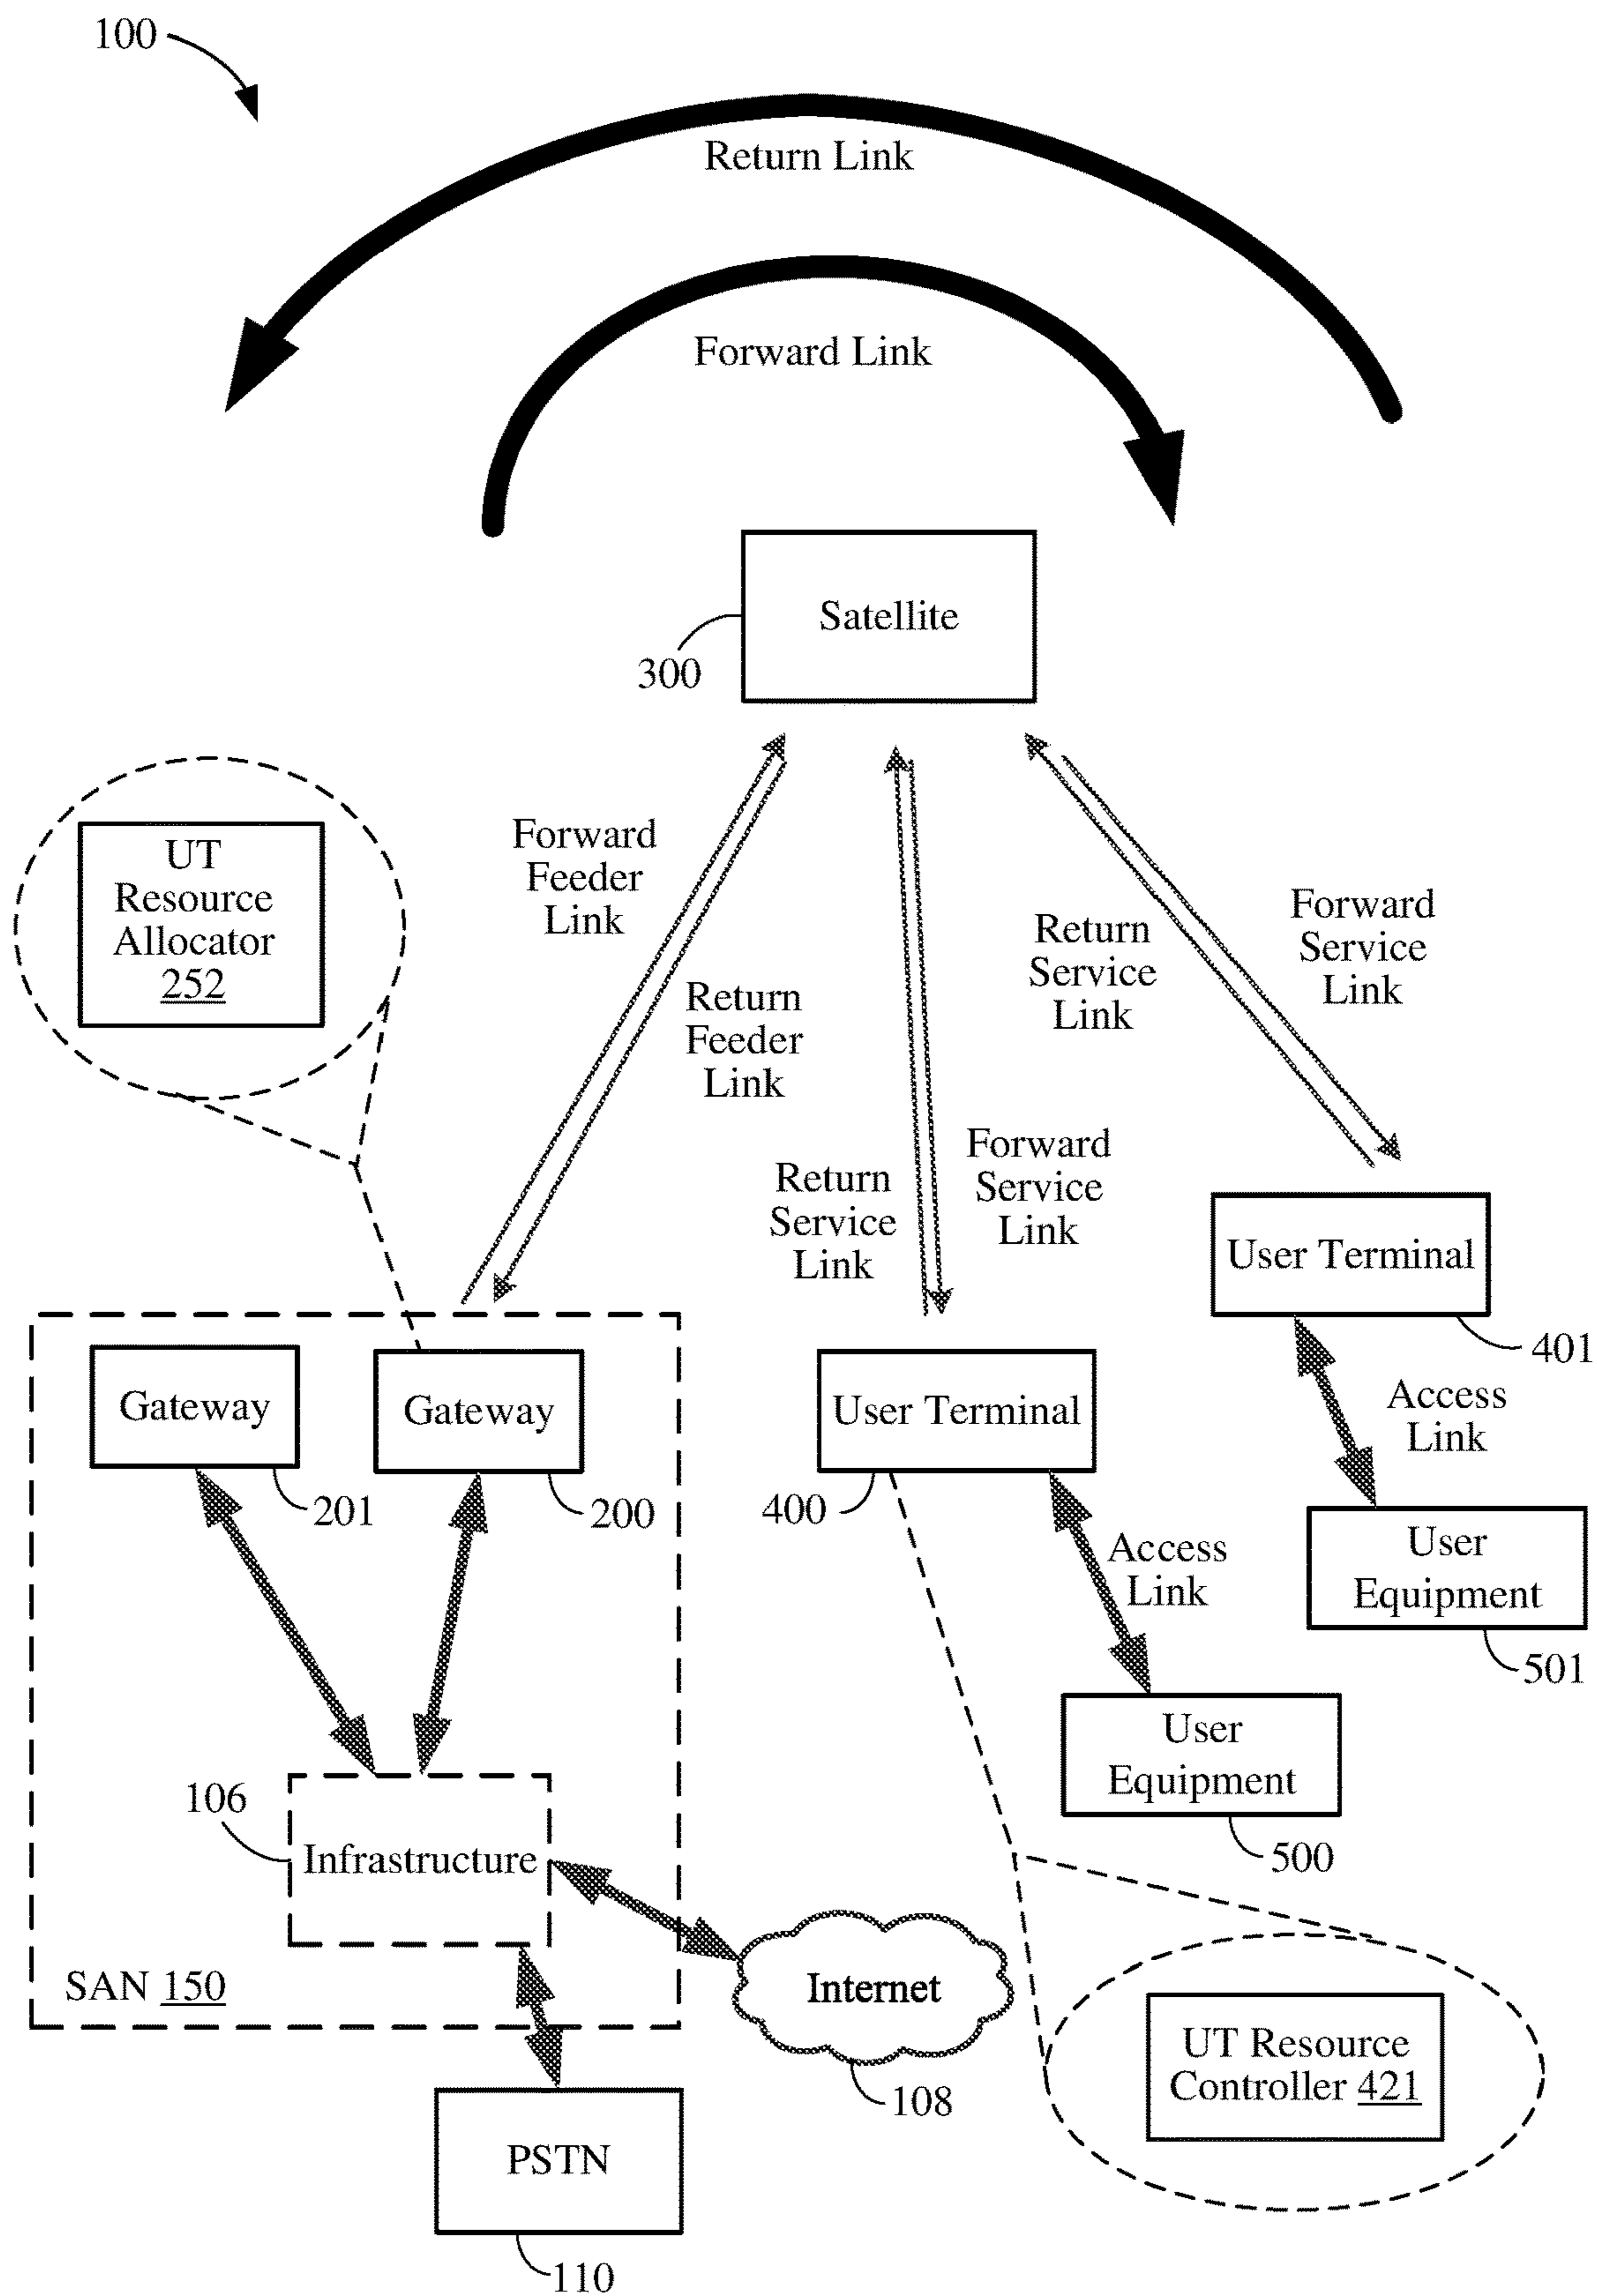 100
Return Link
Forward Link
Satellite
300
UT
Resource
Allocator
252
Forward
Feeder
Link
Return
Feeder
Link
Return
Service
Link
Forward
Service
Link
Return
Service
Link
Forward
Service
Link
User Terminal
401
Gateway
201
Gateway
200
User Terminal
400
Access
Link
Access
Link
User
Equipment
501
User
Equipment
500
106
Infrastructure
SAN 150
Internet
108
UT Resource
Controller 421
PSTN
110